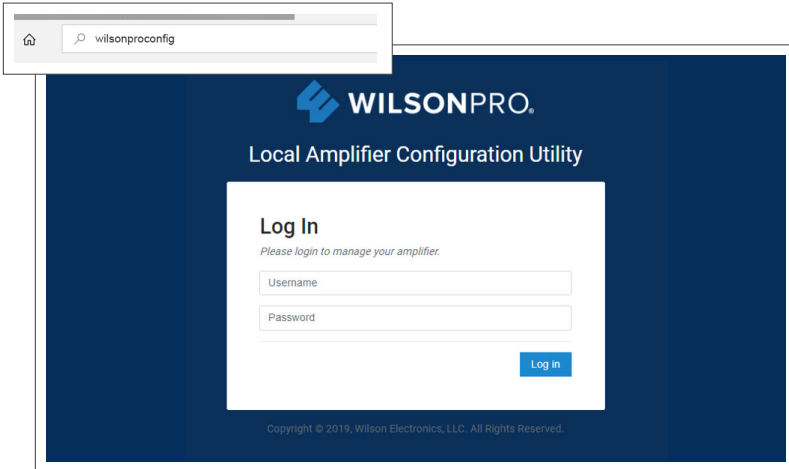 wilsonproconfig
WILSONPRO®
Local Amplifier Configuration Utility
Log In
Please login to manage your amplifier.
Username
Password
Log in
Copyright © 2019, Wilson Electronics, LLC. All Rights Reserved.